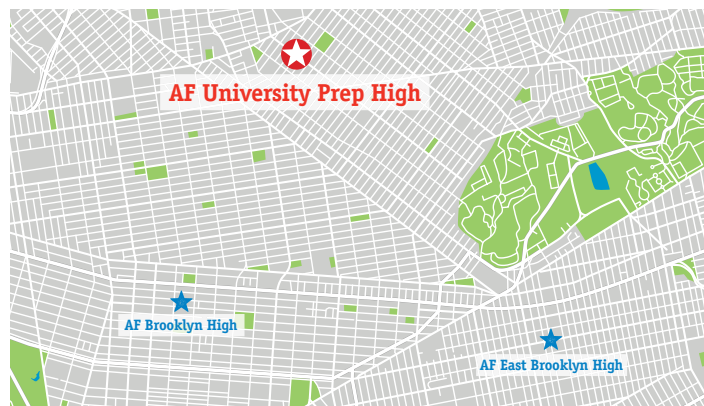 AF University Prep High
AF Brooklyn High
AF East Brooklyn High